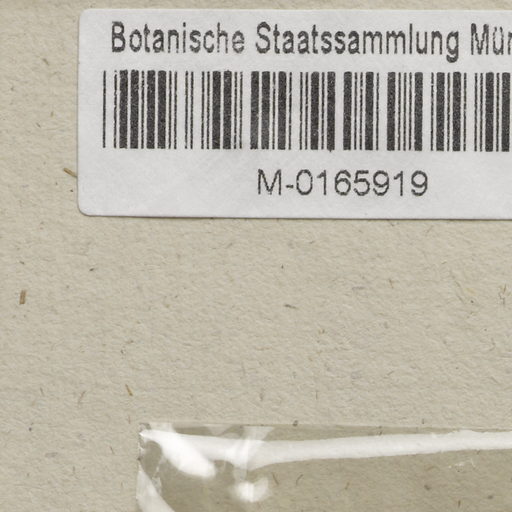 Botanische Staatssammlung Mün
M-0165919